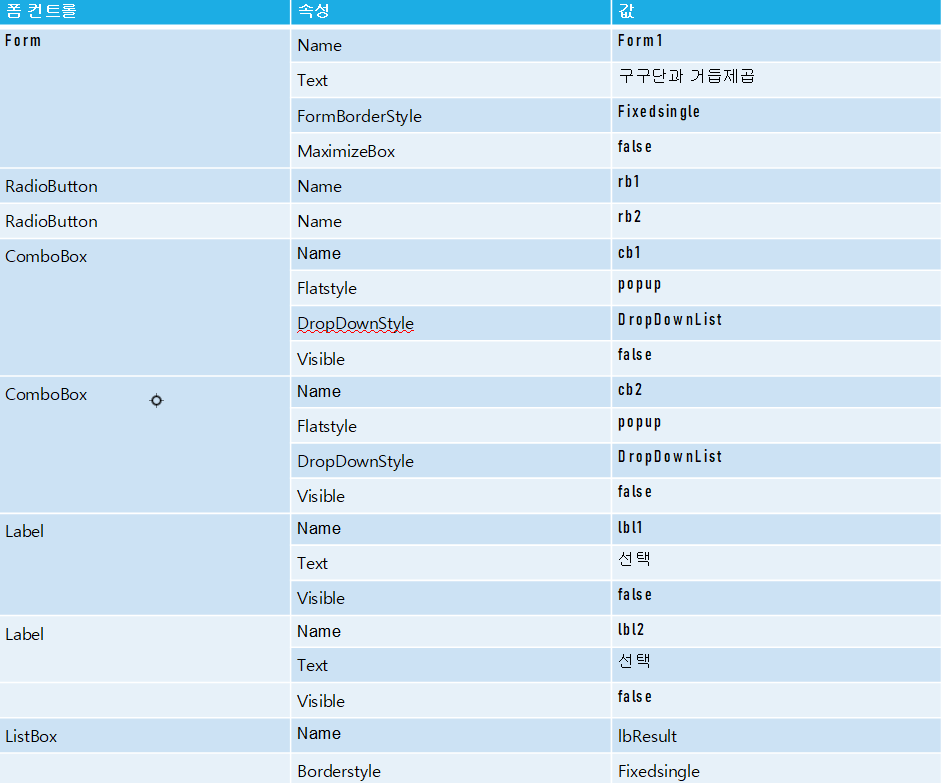 폼 컨트롤 속성 값
Form Name Form1
Text 구구단과 거듭제곱
FormBorderStyle Fixedsingle
MaximizeBox false
RadioButton Name rb1
RadioButton Name rb2
ComboBox Name cb1
Flatstyle popup
DropDownStyle DropDownList
Visible false
ComboBox Name cb2
Flatstyle popup
DropDownStyle DropDownList
Visible false
Label Name lbl1
Text 선택
Visible false
Label Name lbl2
Text 선택
Visible false
ListBox Name lbResult
Borderstyle Fixedsingle